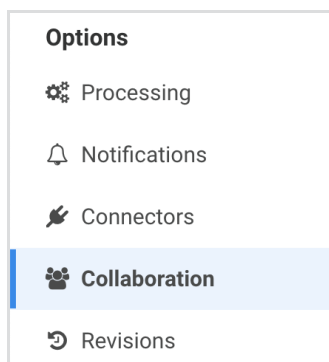 Options
Processing
Notifications
Connectors
Collaboration
Revisions